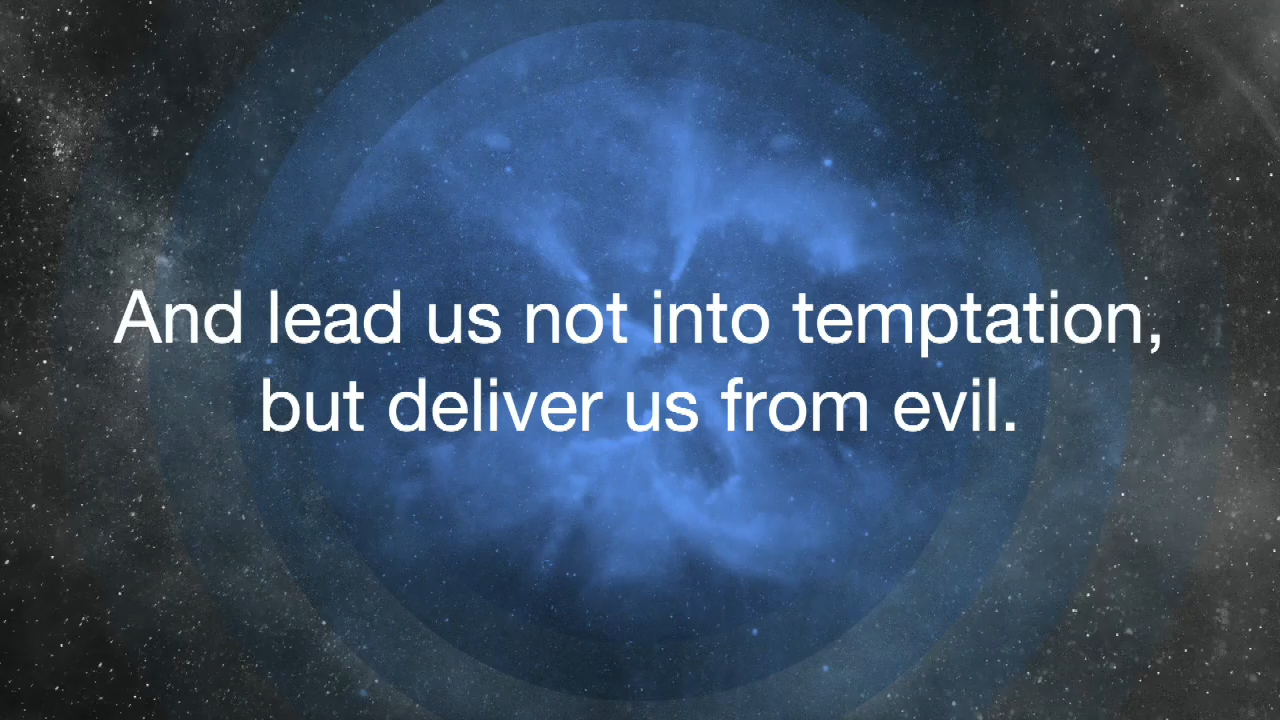 And lead us not into temptation,
but deliver us from evil.